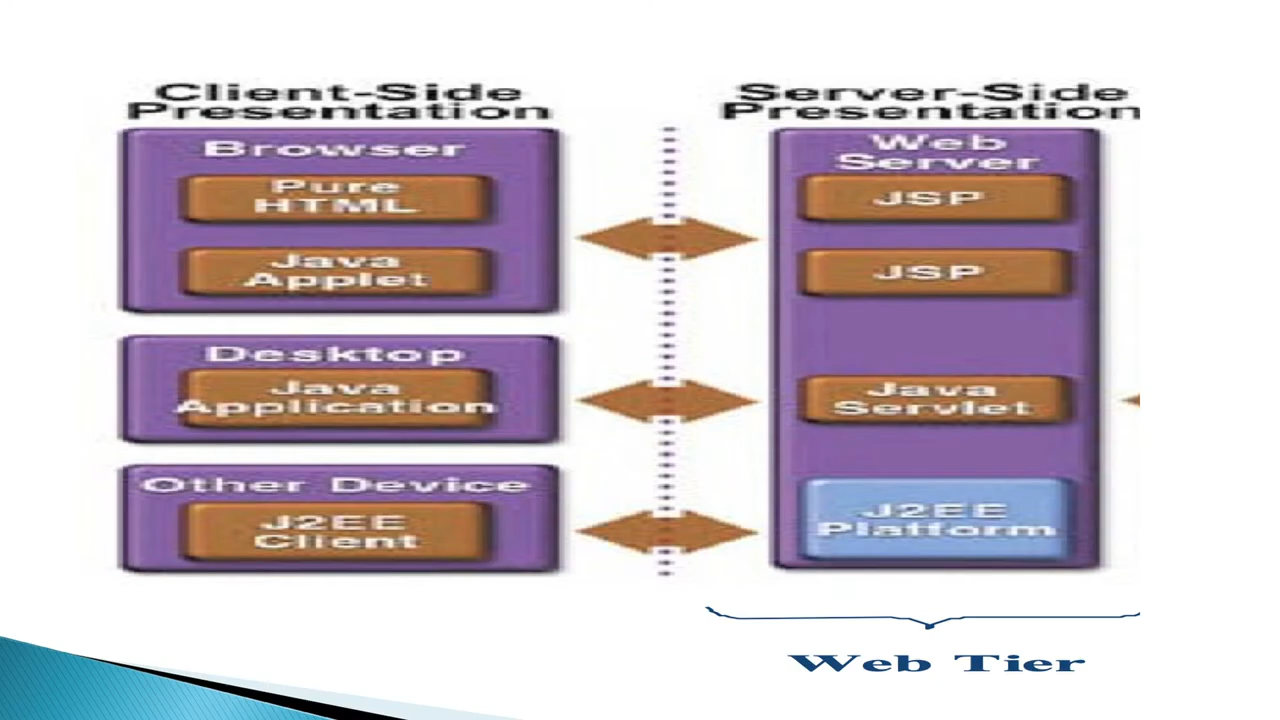 Client-Side
Presentation
Browser
Pure
HTML
Java
Applet
Desktop
Java
Application
Other Device
J2EE
Client
Server-Side
Presentation
Web
Server
JSP
JSP
Java
Servlet
J2EE
Platform
Web Tier